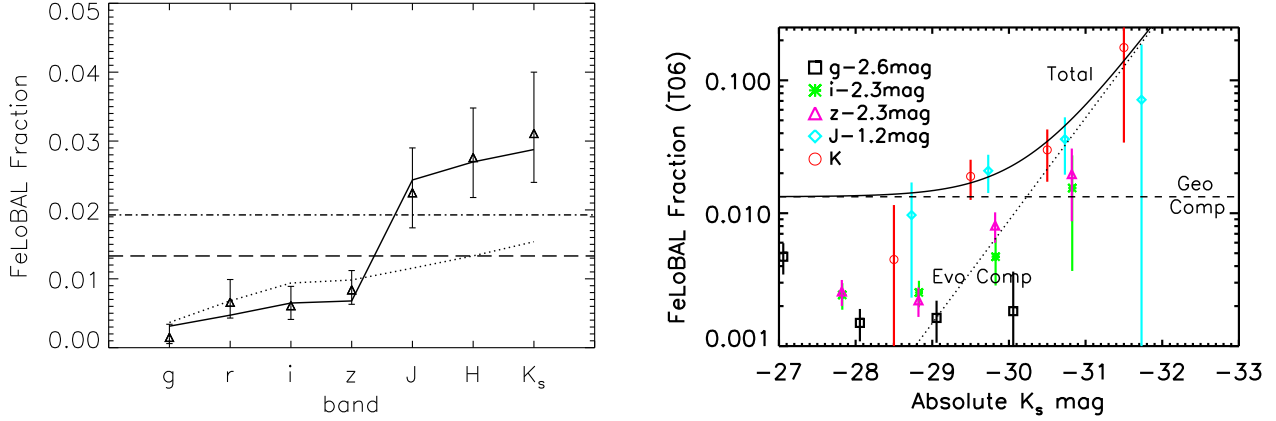 0.05
0.04
0.03
0.02
0.01
0.00
FeLoBAL Fraction
g r i z J H Ks
band
FeLoBAL Fraction (T06)
0.100
0.010
0.001
g-2.6mag
i-2.3mag
z-2.3mag
J-1.2mag
K
Total
Geo
Comp
Evo Comp
-27 -28 -29 -30 -31 -32 -33
Absolute Ks mag